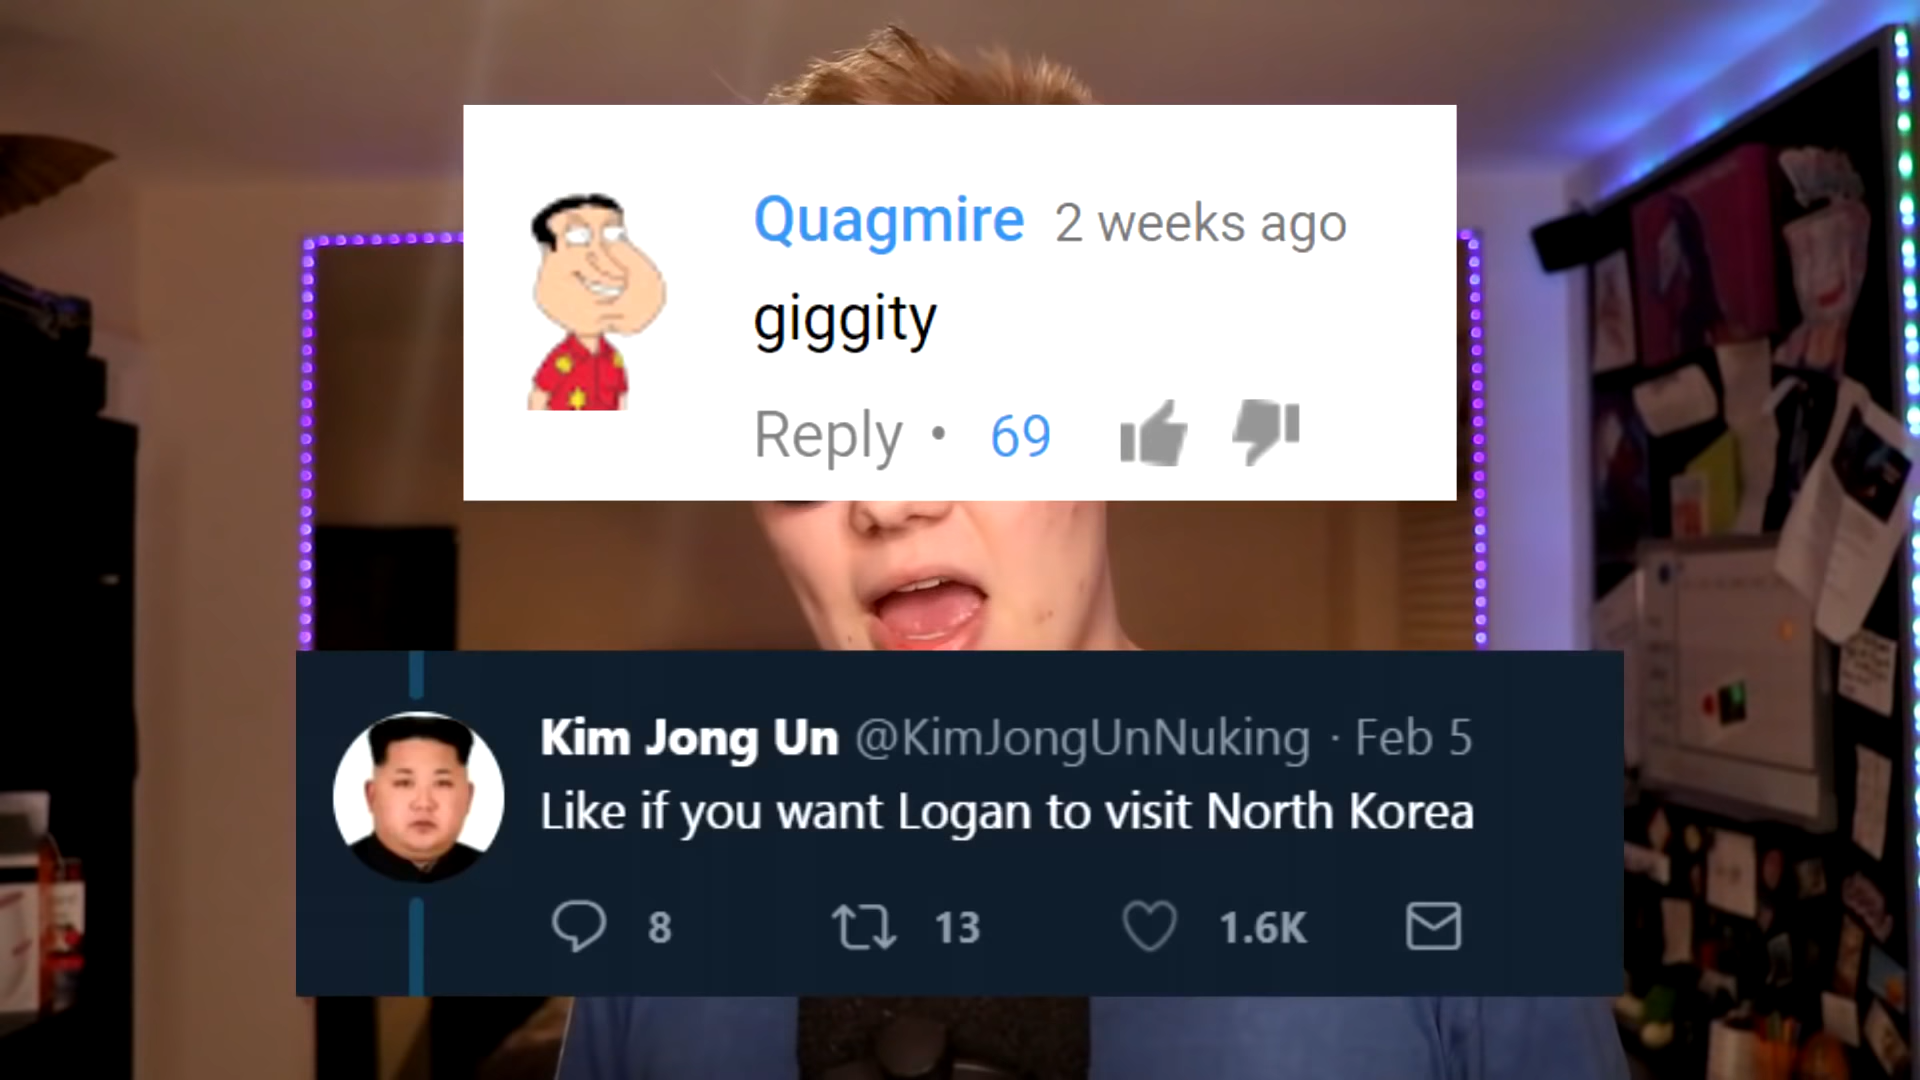 Quagmire 2 weeks ago
giggity
Reply • 69
Kim Jong Un @KimJongUnNuking · Feb 5
Like if you want Logan to visit North Korea
8 13 1.6K